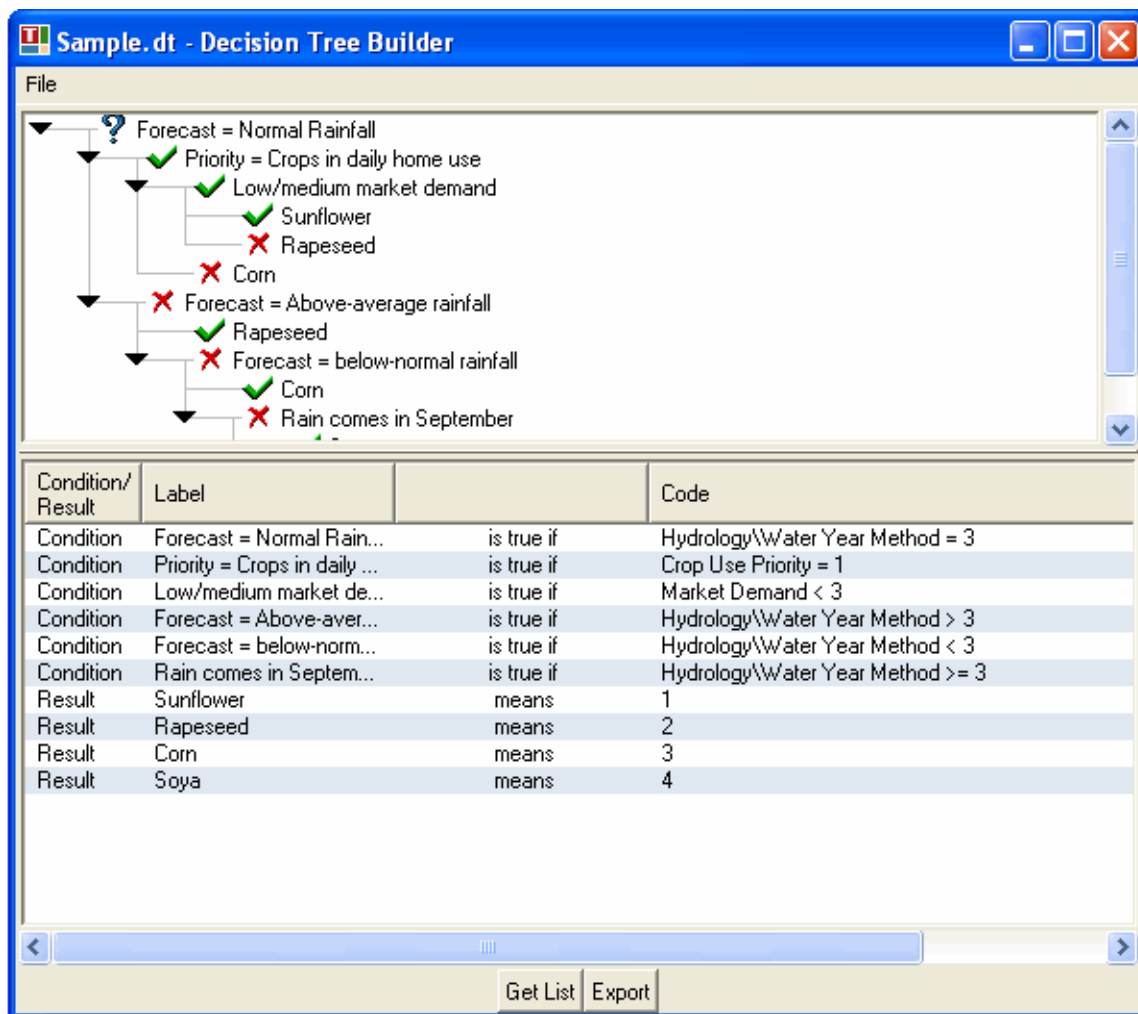 Sample.dt - Decision Tree Builder
File
Forecast = Normal Rainfall
Priority = Crops in daily home use
Low/medium market demand
Sunflower
Rapeseed
Corn
Forecast = Above-average rainfall
Rapeseed
Forecast = below-normal rainfall
Corn
Rain comes in September
Condition/
Result Label Code
Condition Forecast = Normal Rain... is true if Hydrology\Water Year Method = 3
Condition Priority = Crops in daily ... is true if Crop Use Priority = 1
Condition Low/medium market de... is true if Market Demand < 3
Condition Forecast = Above-aver... is true if Hydrology\Water Year Method > 3
Condition Forecast = below-norm... is true if Hydrology\Water Year Method < 3
Condition Rain comes in Septem... is true if Hydrology\Water Year Method >= 3
Result Sunflower means 1
Result Rapeseed means 2
Result Corn means 3
Result Soya means 4
Get List Export